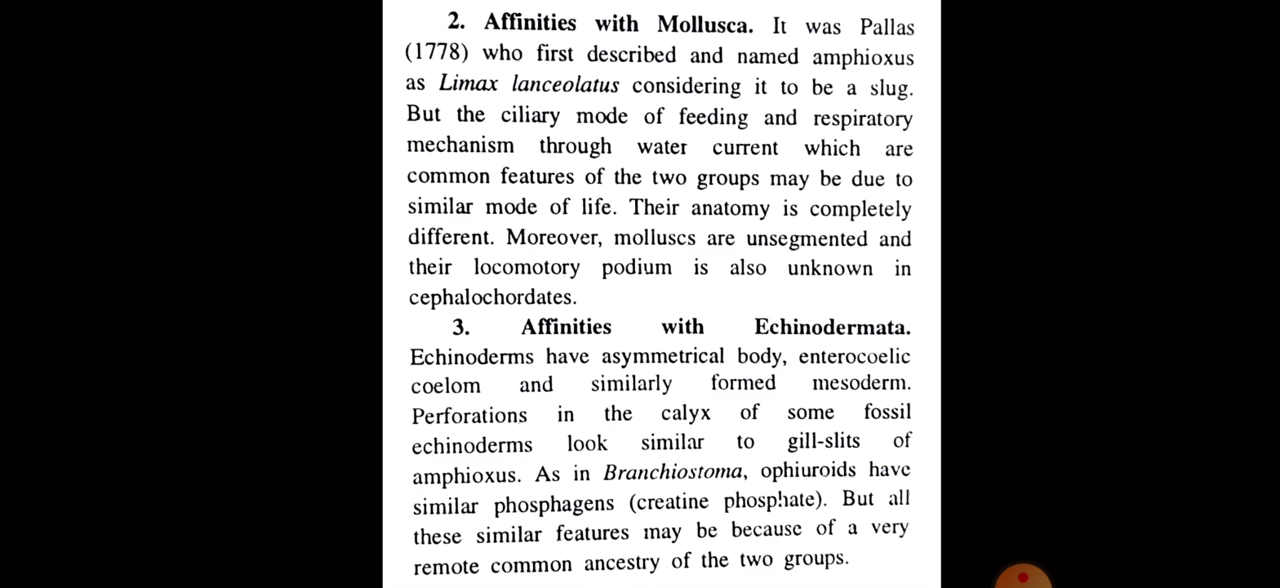 2. Affinities with Mollusca. It was Pallas
(1778) who first described and named amphioxus
as Limax lanceolatus considering it to be a slug.
But the ciliary mode of feeding and respiratory
mechanism through water current which are
common features of the two groups may be due to
similar mode of life. Their anatomy is completely
different. Moreover, molluscs are unsegmented and
their locomotory podium is also unknown in
cephalochordates.
3. Affinities with Echinodermata.
Echinoderms have asymmetrical body, enterocoelic
coelom and similarly formed mesoderm.
Perforations in the calyx of some fossil
echinoderms look similar to gill-slits of
amphioxus. As in Branchiostoma, ophiuroids have
similar phosphagens (creatine phosphate). But all
these similar features may be because of a very
remote common ancestry of the two groups.